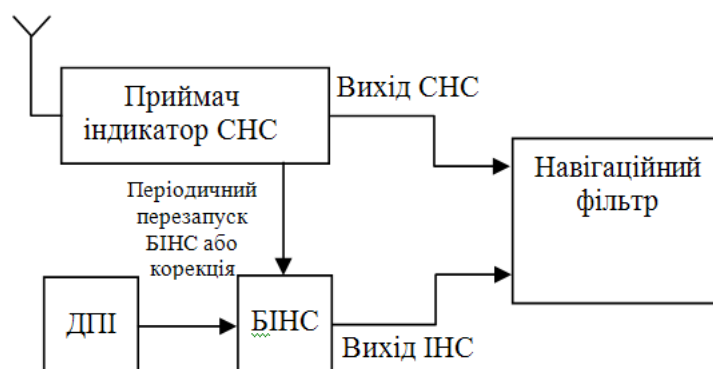 Приймач
індикатор СНС
Вихід СНС
Навігаційний
фільтр
Періодичний
перезапуск
БІНС або
корекція
ДПІ
БІНС
Вихід ІНС